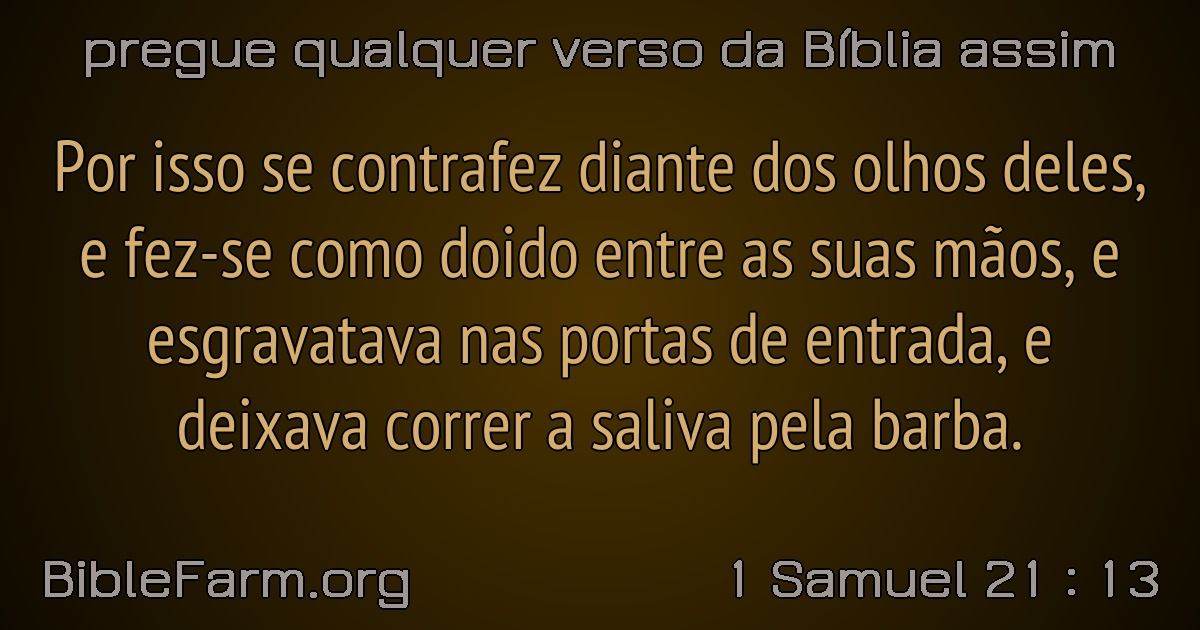 pregue qualquer verso da Bíblia assim
Por isso se contrafez diante dos olhos deles,
e fez-se como doido entre as suas mãos, e
esgravatava nas portas de entrada, e
deixava correr a saliva pela barba.
BibleFarm.org
1 Samuel 21 : 13